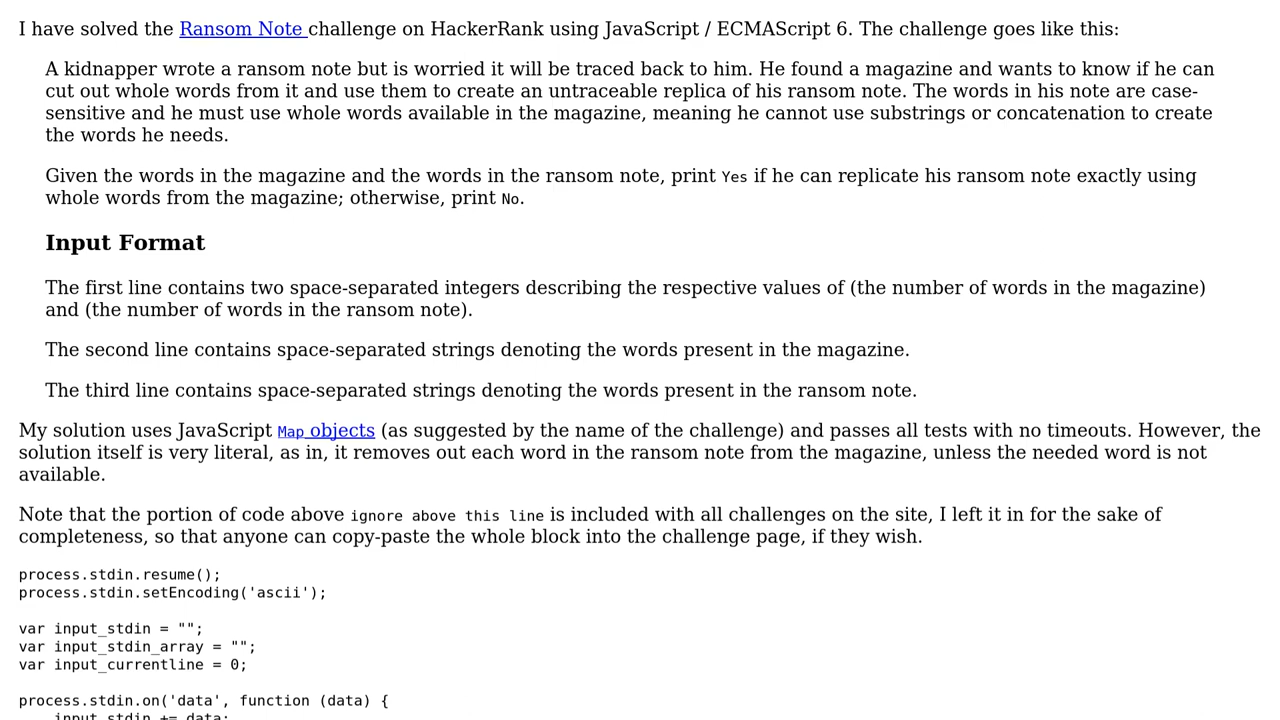 I have solved the Ransom Note challenge on HackerRank using JavaScript / ECMAScript 6. The challenge goes like this:
A kidnapper wrote a ransom note but is worried it will be traced back to him. He found a magazine and wants to know if he can
cut out whole words from it and use them to create an untraceable replica of his ransom note. The words in his note are case-
sensitive and he must use whole words available in the magazine, meaning he cannot use substrings or concatenation to create
the words he needs.
Given the words in the magazine and the words in the ransom note, print Yes if he can replicate his ransom note exactly using
whole words from the magazine; otherwise, print No.
Input Format
The first line contains two space-separated integers describing the respective values of (the number of words in the magazine)
and (the number of words in the ransom note).
The second line contains space-separated strings denoting the words present in the magazine.
The third line contains space-separated strings denoting the words present in the ransom note.
My solution uses JavaScript Map objects (as suggested by the name of the challenge) and passes all tests with no timeouts. However, the
solution itself is very literal, as in, it removes out each word in the ransom note from the magazine, unless the needed word is not
available.
Note that the portion of code above ignore above this line is included with all challenges on the site, I left it in for the sake of
completeness, so that anyone can copy-paste the whole block into the challenge page, if they wish.
process.stdin.resume();
process.stdin.setEncoding('ascii');
var input_stdin = "";
var input_stdin_array = "";
var input_currentline = 0;
process.stdin.on('data', function (data) {
    input_stdin += data;